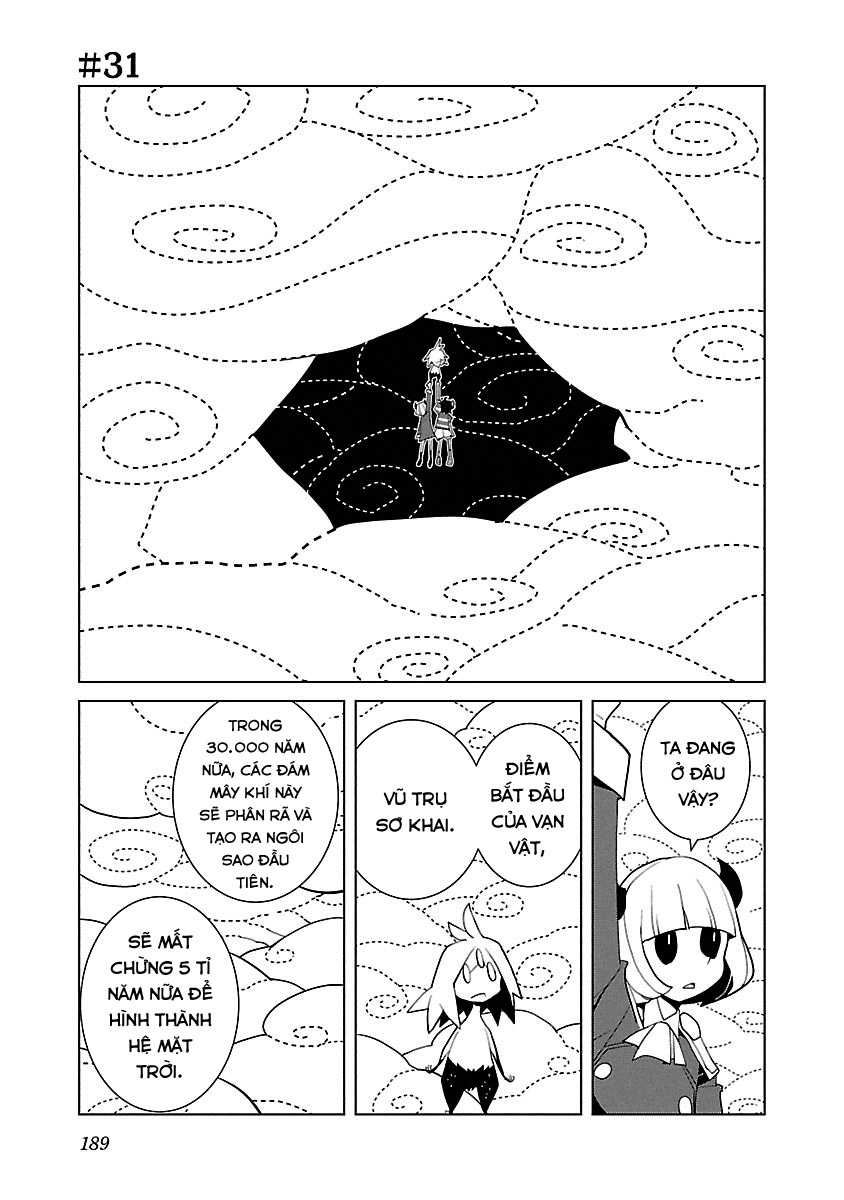 #31
TA ĐANG
Ở ĐÂU
VẬY?
ĐIỂM
BẮT ĐẦU
CỦA VẠN
VẬT,
VŨ TRỤ
SƠ KHAI.
TRONG
30.000 NĂM
NỮA, CÁC ĐÁM
MÂY KHÍ NÀY
SẼ PHÂN RÃ VÀ
TẠO RA NGÔI
SAO ĐẦU
TIÊN.
SẼ MẤT
CHỪNG 5 TỈ
NĂM NỮA ĐỂ
HÌNH THÀNH
HỆ MẶT
TRỜI.
189